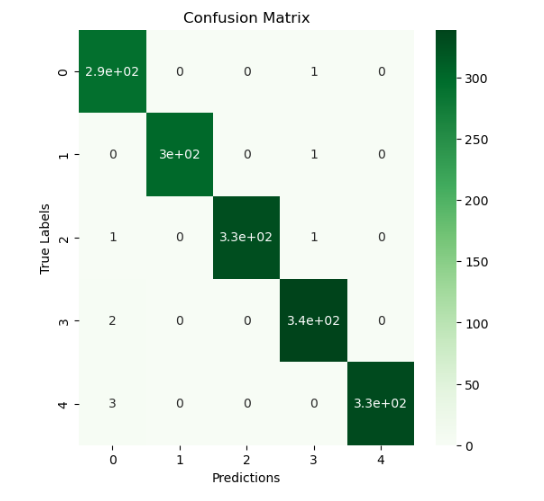 Confusion Matrix
0 2.9e+02 0 0 1 0
1 0 3e+02 0 1 0
2 1 0 3.3e+02 1 0
3 2 0 0 3.4e+02 0
4 3 0 0 0 3.3e+02
0 1 2 3 4
True Labels
Predictions
300
250
200
150
100
50
0